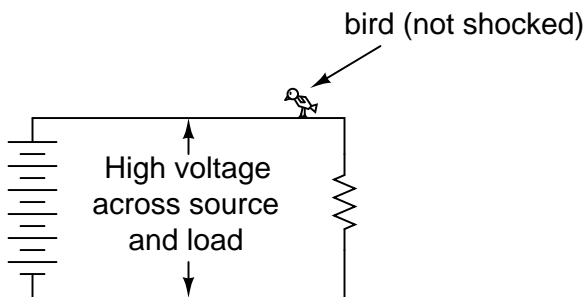 bird (not shocked)
High voltage
across source
and load